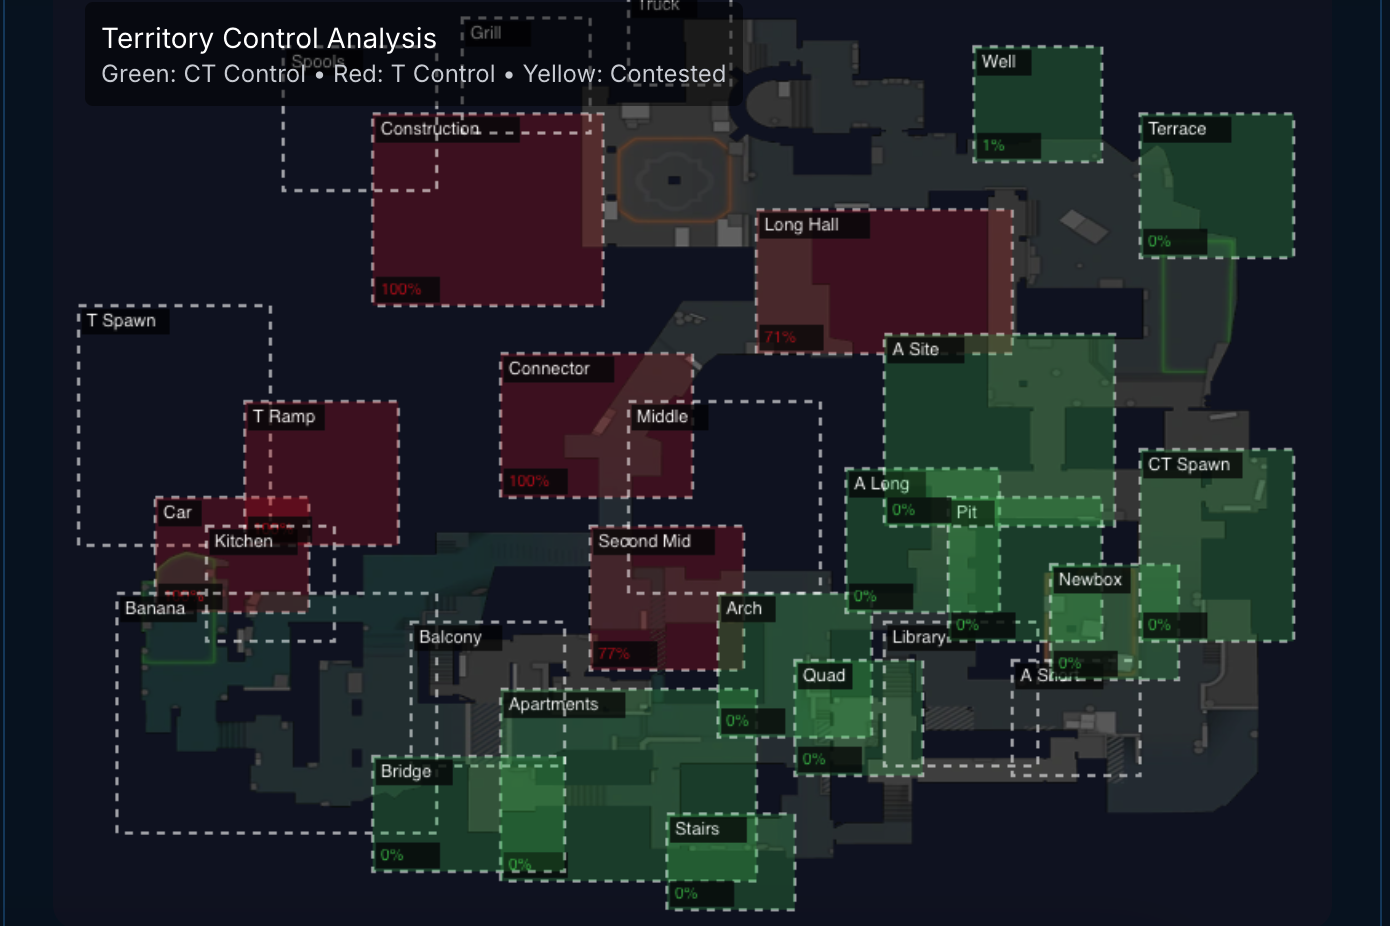 Truck
Territory Control Analysis
Grill
Spools
Green: CT Control • Red: T Control • Yellow: Contested
Well
1%
Construction
100%
Terrace
0%
Long Hall
71%
T Spawn
A Site
0%
Connector
100%
T Ramp
Middle
CT Spawn
0%
A Long
0%
Pit
0%
Car
Kitchen
Second Mid
77%
Newbox
0%
Banana
Arch
0%
Balcony
Library
A Short
Quad
0%
Apartments
0%
Bridge
0%
Stairs
0%